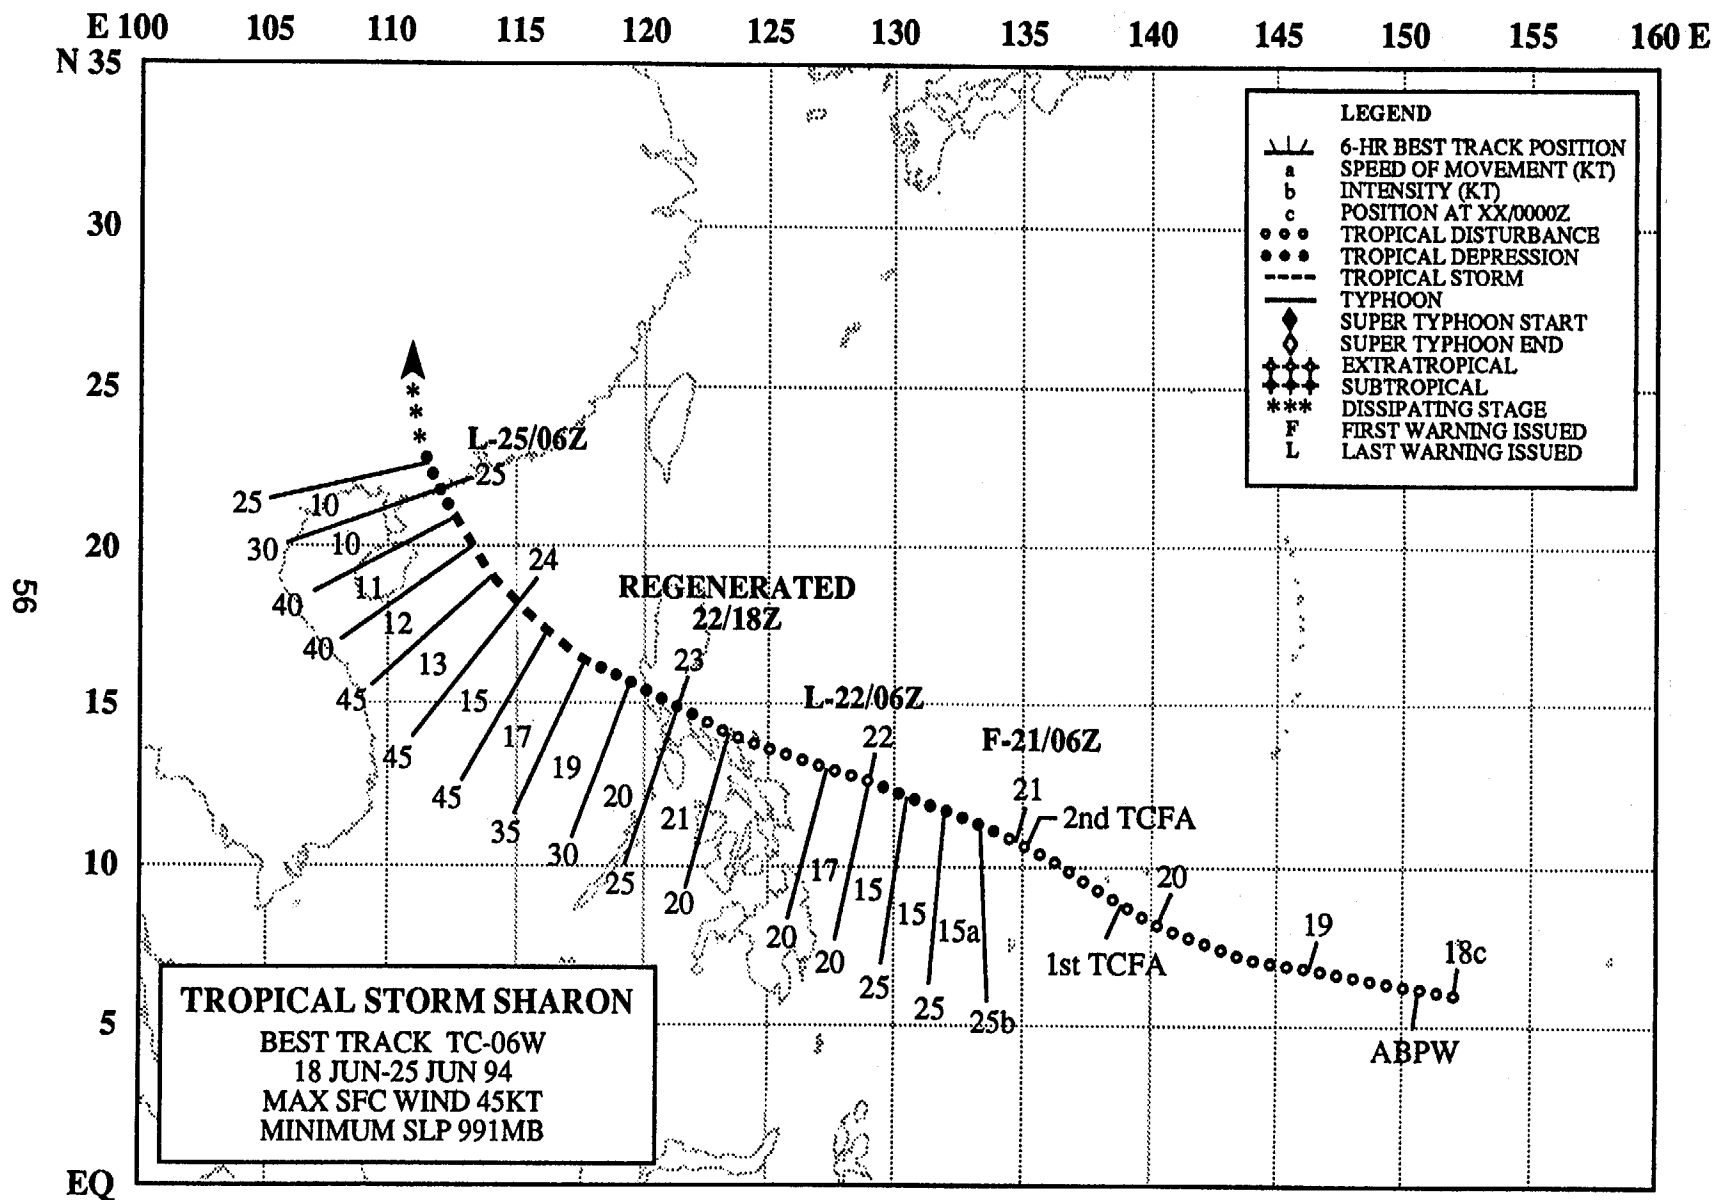 E 100 105 110 115 120 125 130 135 140 145 150 155 160 E
N 35
30
25
20
15
10
5
EQ
56
LEGEND
6-HR BEST TRACK POSITION
a SPEED OF MOVEMENT (KT)
b INTENSITY (KT)
c POSITION AT XX/0000Z
TROPICAL DISTURBANCE
TROPICAL DEPRESSION
TROPICAL STORM
TYPHOON
SUPER TYPHOON START
SUPER TYPHOON END
EXTRATROPICAL
SUBTROPICAL
*** DISSIPATING STAGE
F FIRST WARNING ISSUED
L LAST WARNING ISSUED
L-25/06Z
25
25
10
30
10
40
11
40
12
45
13
24
45
15
45
17
35
19
30
20
25
21
20
REGENERATED
22/18Z
23
L-22/06Z
22
20
17
20
15
25
15
25
15a
25b
F-21/06Z
21
2nd TCFA
20
1st TCFA
19
18c
ABPW
TROPICAL STORM SHARON
BEST TRACK TC-06W
18 JUN-25 JUN 94
MAX SFC WIND 45KT
MINIMUM SLP 991MB